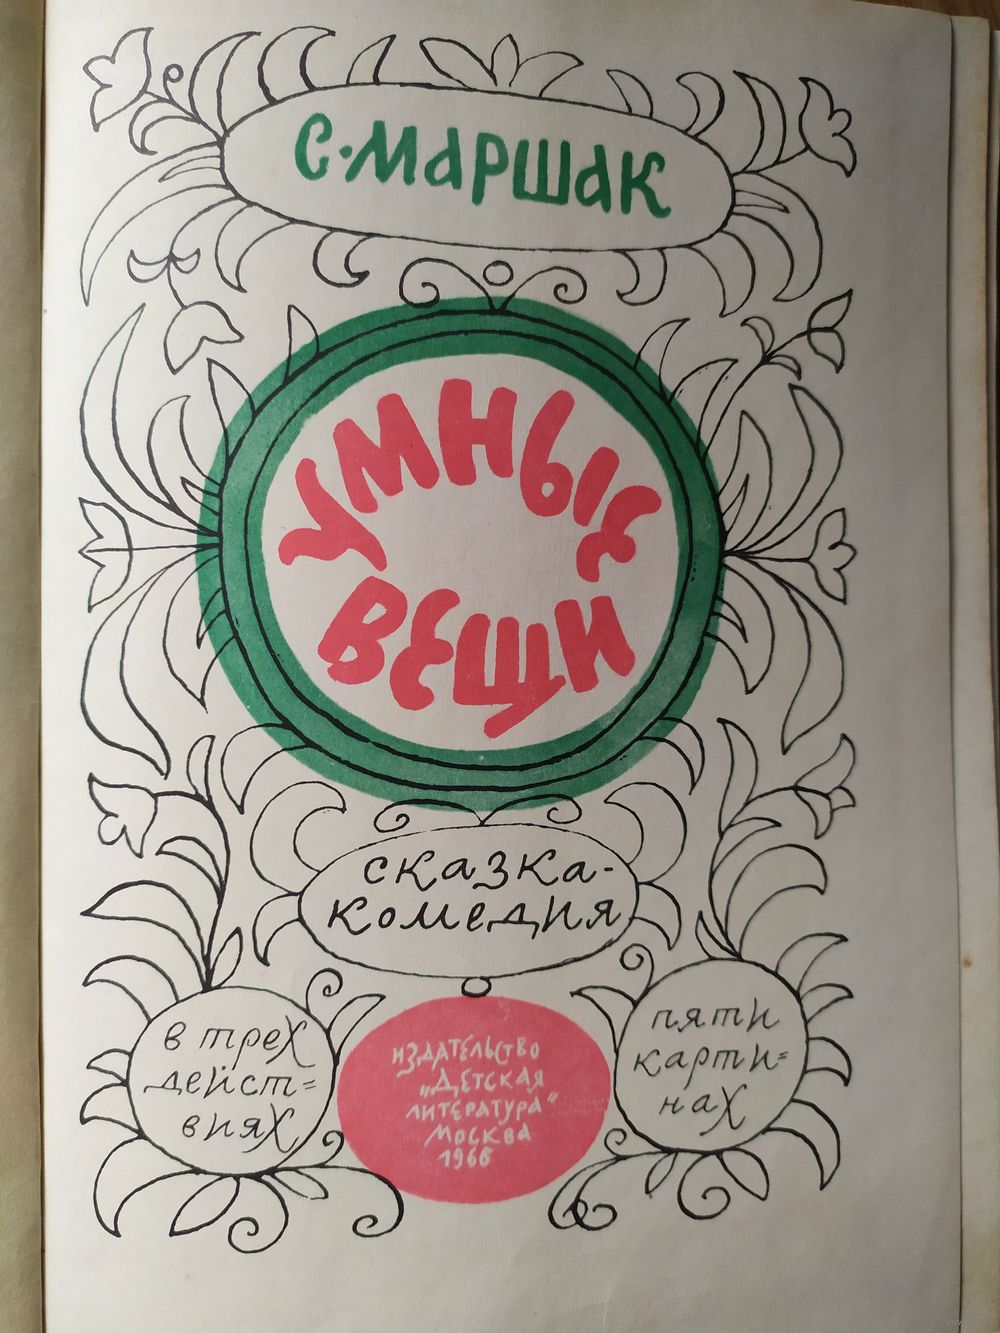 С. МАРШАК
УМНЫЕ
ВЕЩИ
сказка-
комедия
в трех
дейст=
виях
пяти
карти=
нах
издательство
„Детская
литература“
Москва
1966